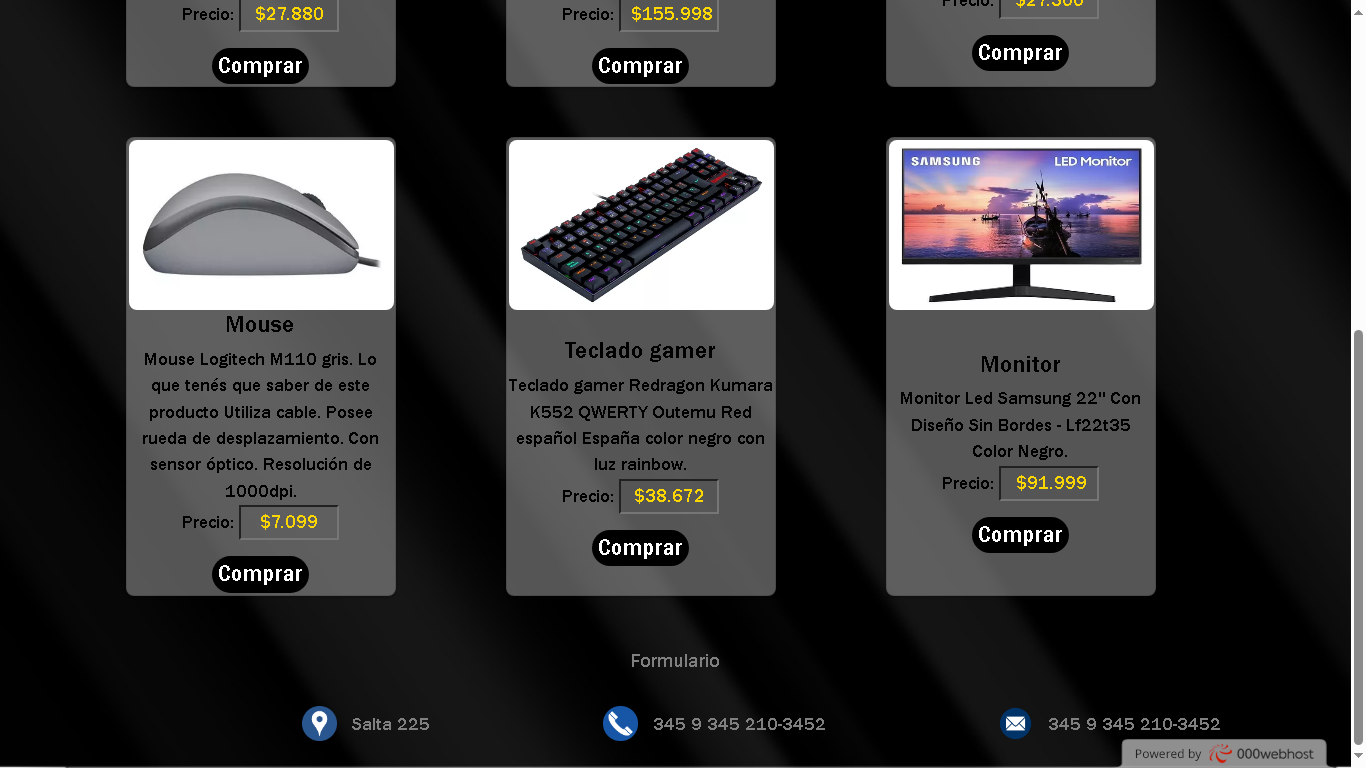 Precio: $27.880
Precio: $155.998
Precio: $27.300
Comprar
Comprar
Comprar
Mouse
Mouse Logitech M110 gris. Lo
que tenés que saber de este
producto Utiliza cable. Posee
rueda de desplazamiento. Con
sensor óptico. Resolución de
1000dpi.
Precio: $7.099
Comprar
Teclado gamer
Teclado gamer Redragon Kumara
K552 QWERTY Outemu Red
español España color negro con
luz rainbow.
Precio: $38.672
Comprar
SAMSUNG
LED Monitor
Monitor
Monitor Led Samsung 22" Con
Diseño Sin Bordes - Lf22t35
Color Negro.
Precio: $91.999
Comprar
Formulario
Salta 225
345 9 345 210-3452
345 9 345 210-3452
Powered by 000webhost